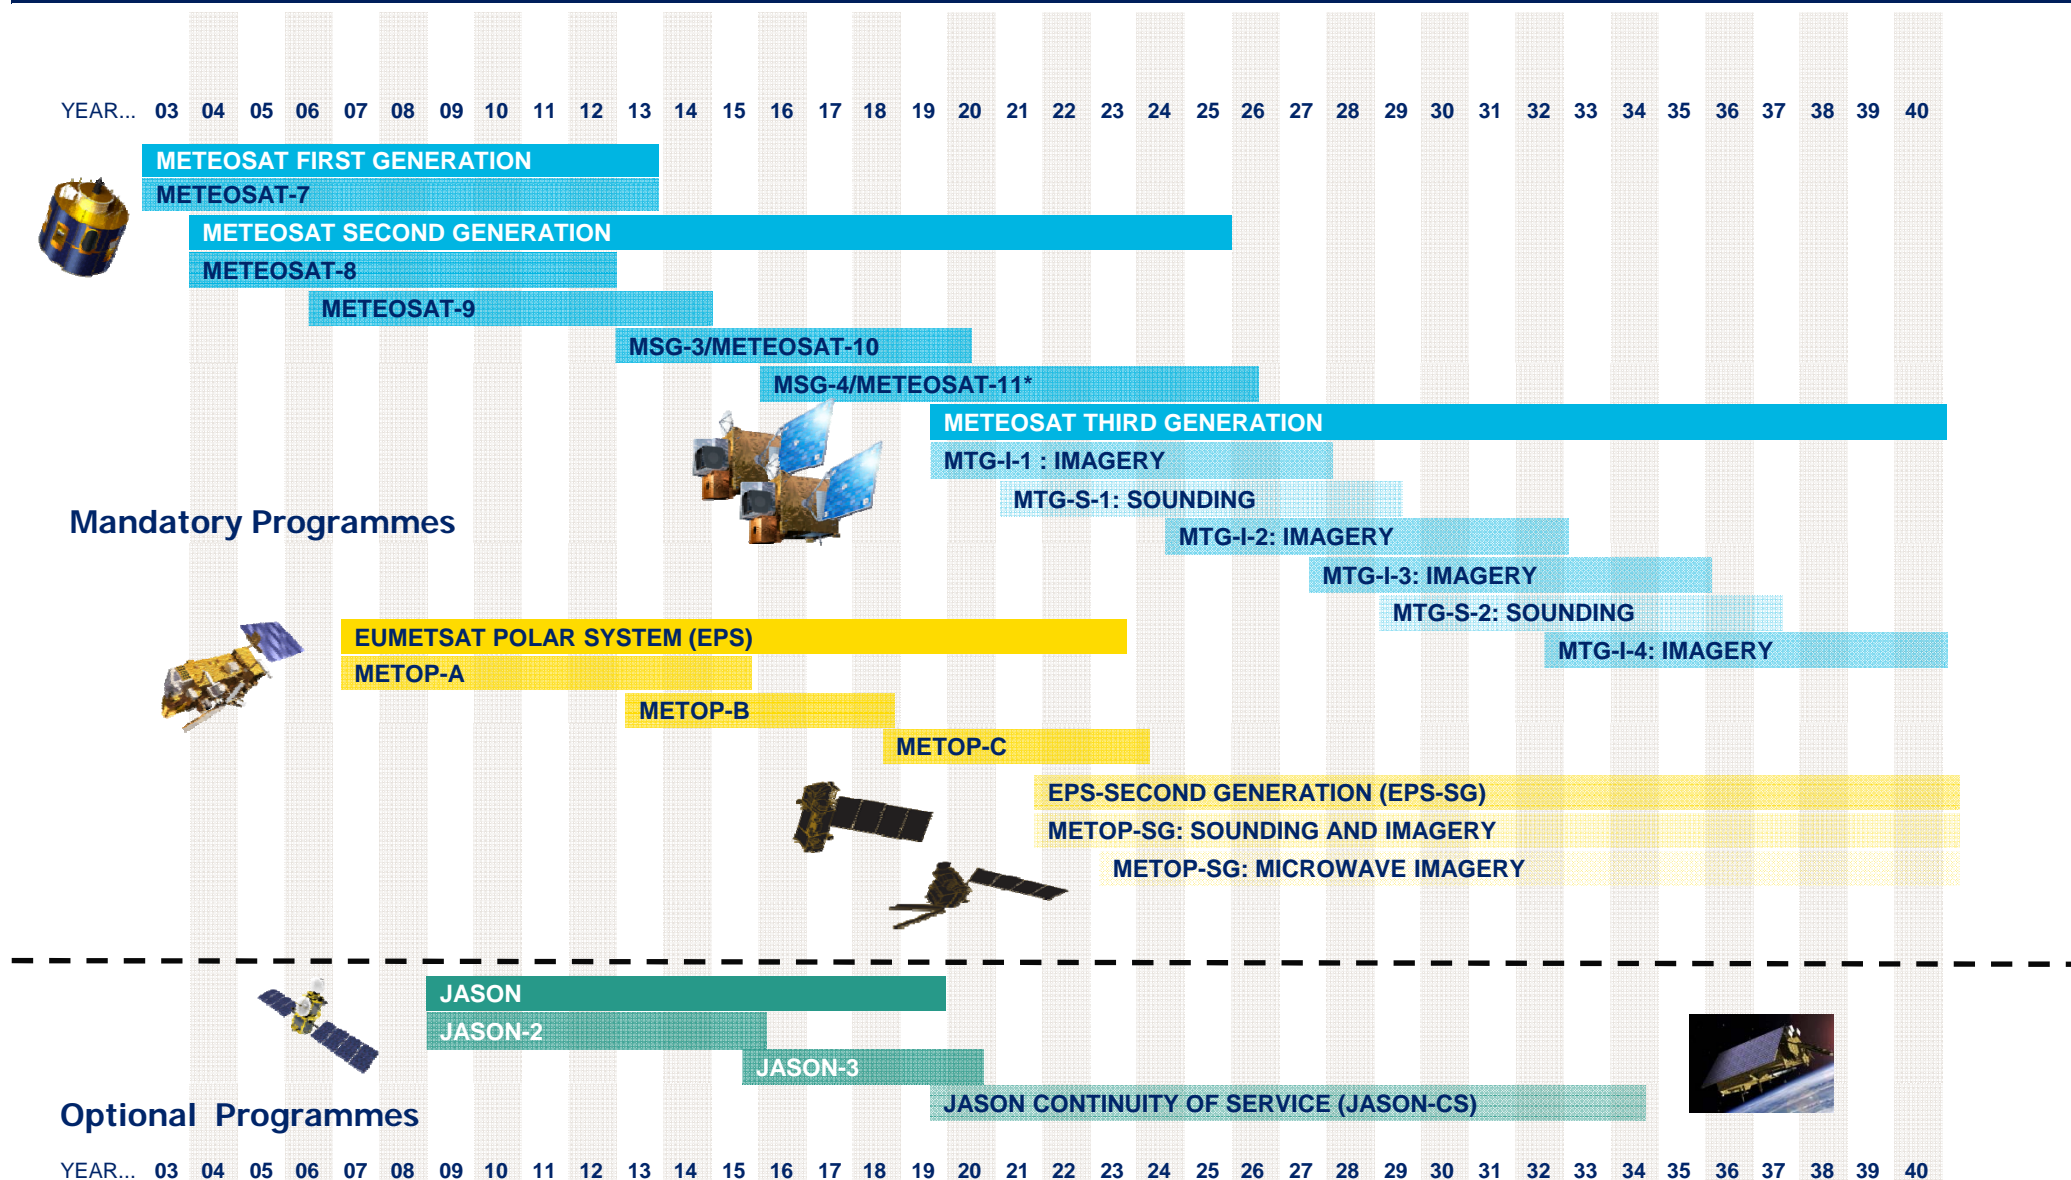 YEAR... 03 04 05 06 07 08 09 10 11 12 13 14 15 16 17 18 19 20 21 22 23 24 25 26 27 28 29 30 31 32 33 34 35 36 37 38 39 40
METEOSAT FIRST GENERATION
METEOSAT-7
METEOSAT SECOND GENERATION
METEOSAT-8
METEOSAT-9
MSG-3/METEOSAT-10
MSG-4/METEOSAT-11*
METEOSAT THIRD GENERATION
MTG-I-1 : IMAGERY
MTG-S-1: SOUNDING
Mandatory Programmes
MTG-I-2: IMAGERY
MTG-I-3: IMAGERY
MTG-S-2: SOUNDING
EUMETSAT POLAR SYSTEM (EPS)
MTG-I-4: IMAGERY
METOP-A
METOP-B
METOP-C
EPS-SECOND GENERATION (EPS-SG)
METOP-SG: SOUNDING AND IMAGERY
METOP-SG: MICROWAVE IMAGERY
JASON
JASON-2
JASON-3
JASON CONTINUITY OF SERVICE (JASON-CS)
Optional Programmes
YEAR... 03 04 05 06 07 08 09 10 11 12 13 14 15 16 17 18 19 20 21 22 23 24 25 26 27 28 29 30 31 32 33 34 35 36 37 38 39 40